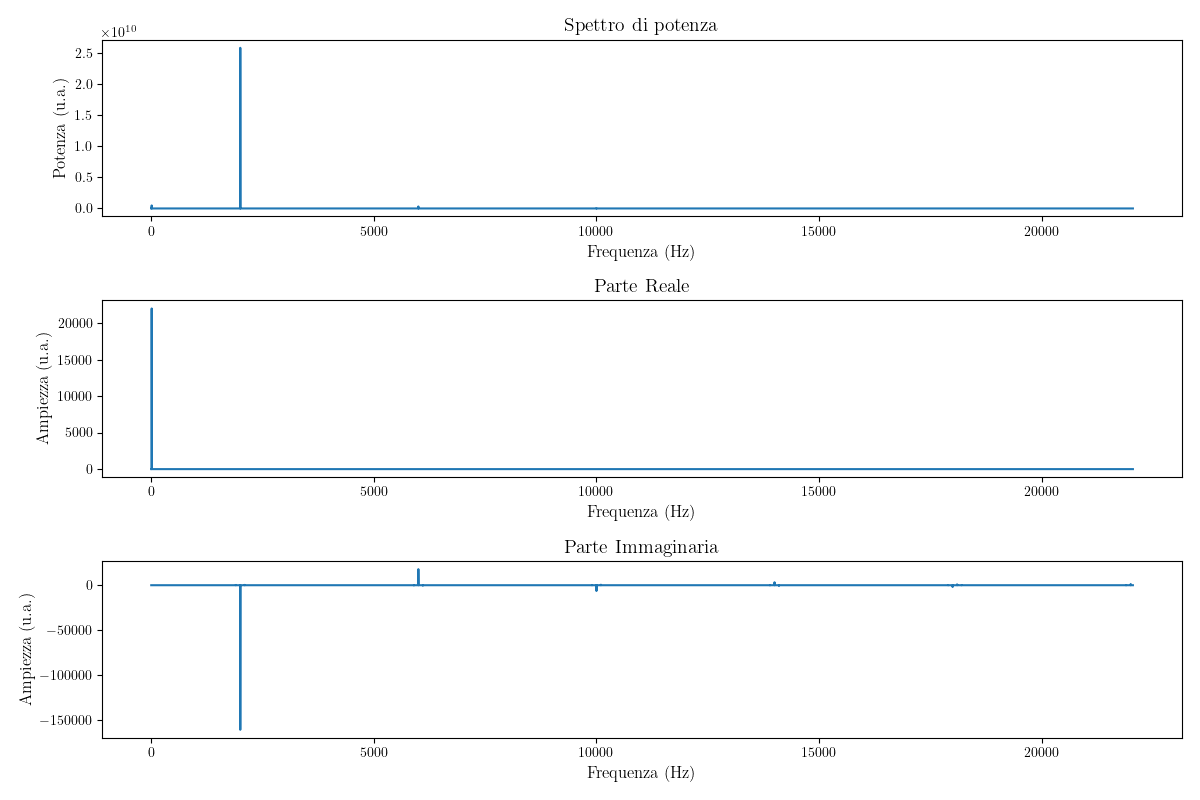 Spettro di potenza
×10¹⁰
2.5
2.0
1.5
1.0
0.5
0.0
Potenza (u.a.)
0 5000 10000 15000 20000
Frequenza (Hz)
Parte Reale
20000
15000
10000
5000
0
Ampiezza (u.a.)
0 5000 10000 15000 20000
Frequenza (Hz)
Parte Immaginaria
0
−50000
−100000
−150000
Ampiezza (u.a.)
0 5000 10000 15000 20000
Frequenza (Hz)